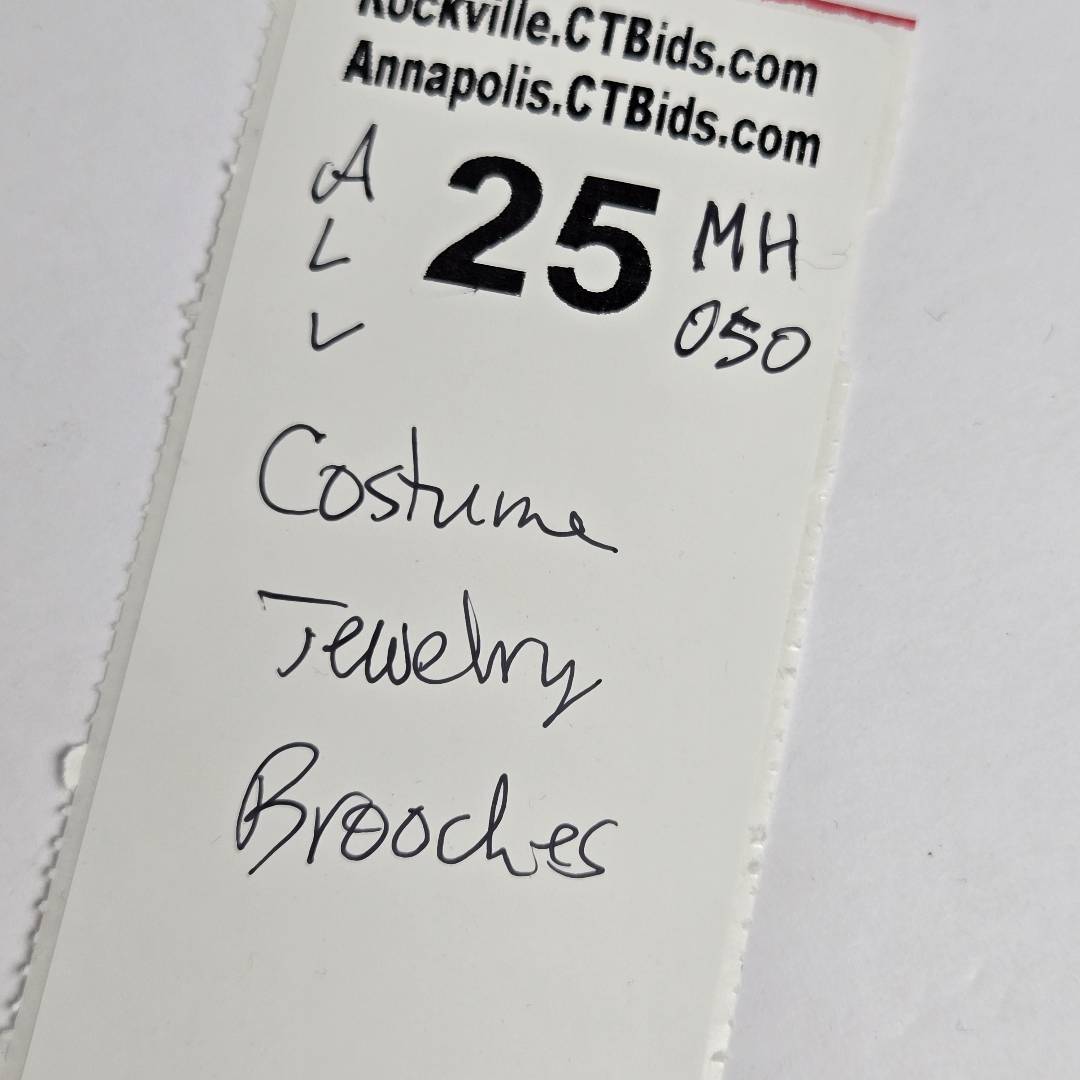 Rockville.CTBids.com
Annapolis.CTBids.com
A 25 MH
L
V 050
Costume
Jewelry
Brooches